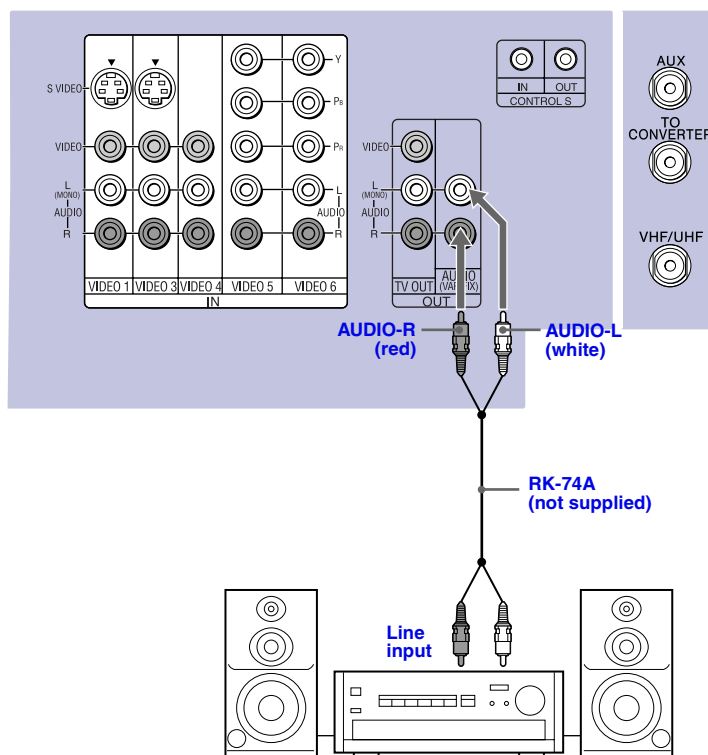 S VIDEO
VIDEO
L
(MONO)
AUDIO
R
Y
PB
PR
L
AUDIO
R
VIDEO 1 VIDEO 3 VIDEO 4 VIDEO 5 VIDEO 6
IN
VIDEO
L
(MONO)
AUDIO
R
TV OUT
AUDIO
(VAR/FIX)
OUT
IN OUT
CONTROL S
AUX
TO
CONVERTER
VHF/UHF
AUDIO-R
(red)
AUDIO-L
(white)
RK-74A
(not supplied)
Line
input